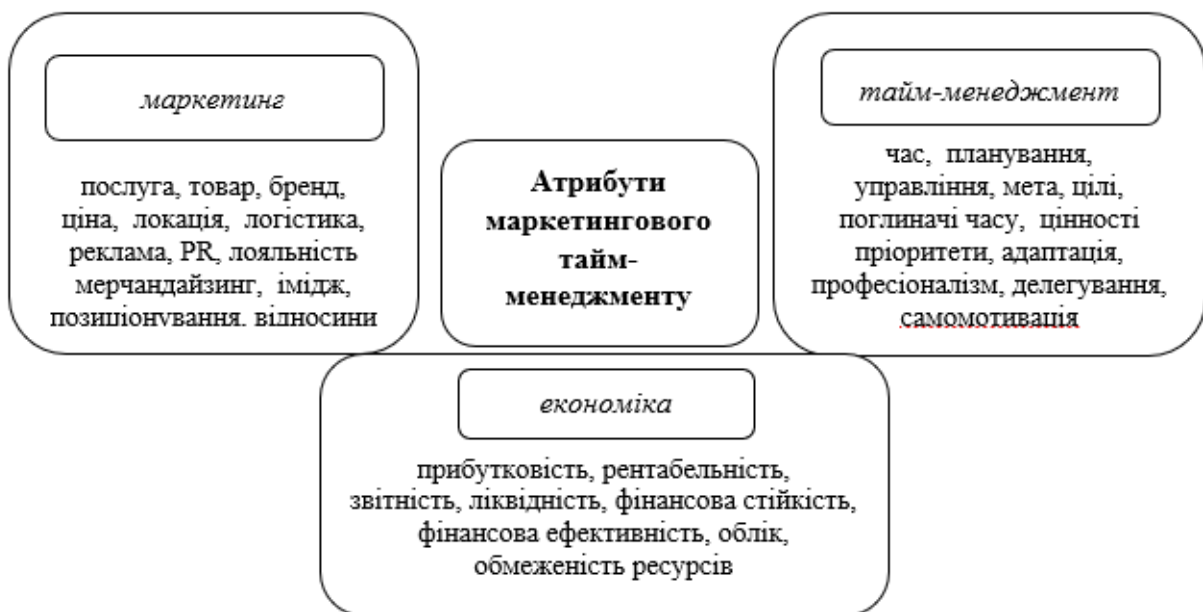 маркетинг
послуга, товар, бренд,
ціна, локація, логістика,
реклама, PR, лояльність
мерчандайзинг, імідж,
позиціонування, відносини
Атрибути
маркетингового
тайм-
менеджменту
тайм-менеджмент
час, планування,
управління, мета, цілі,
поглиначі часу, цінності
пріоритети, адаптація,
професіоналізм, делегування,
самомотивація
економіка
прибутковість, рентабельність,
звітність, ліквідність, фінансова стійкість,
фінансова ефективність, облік,
обмеженість ресурсів